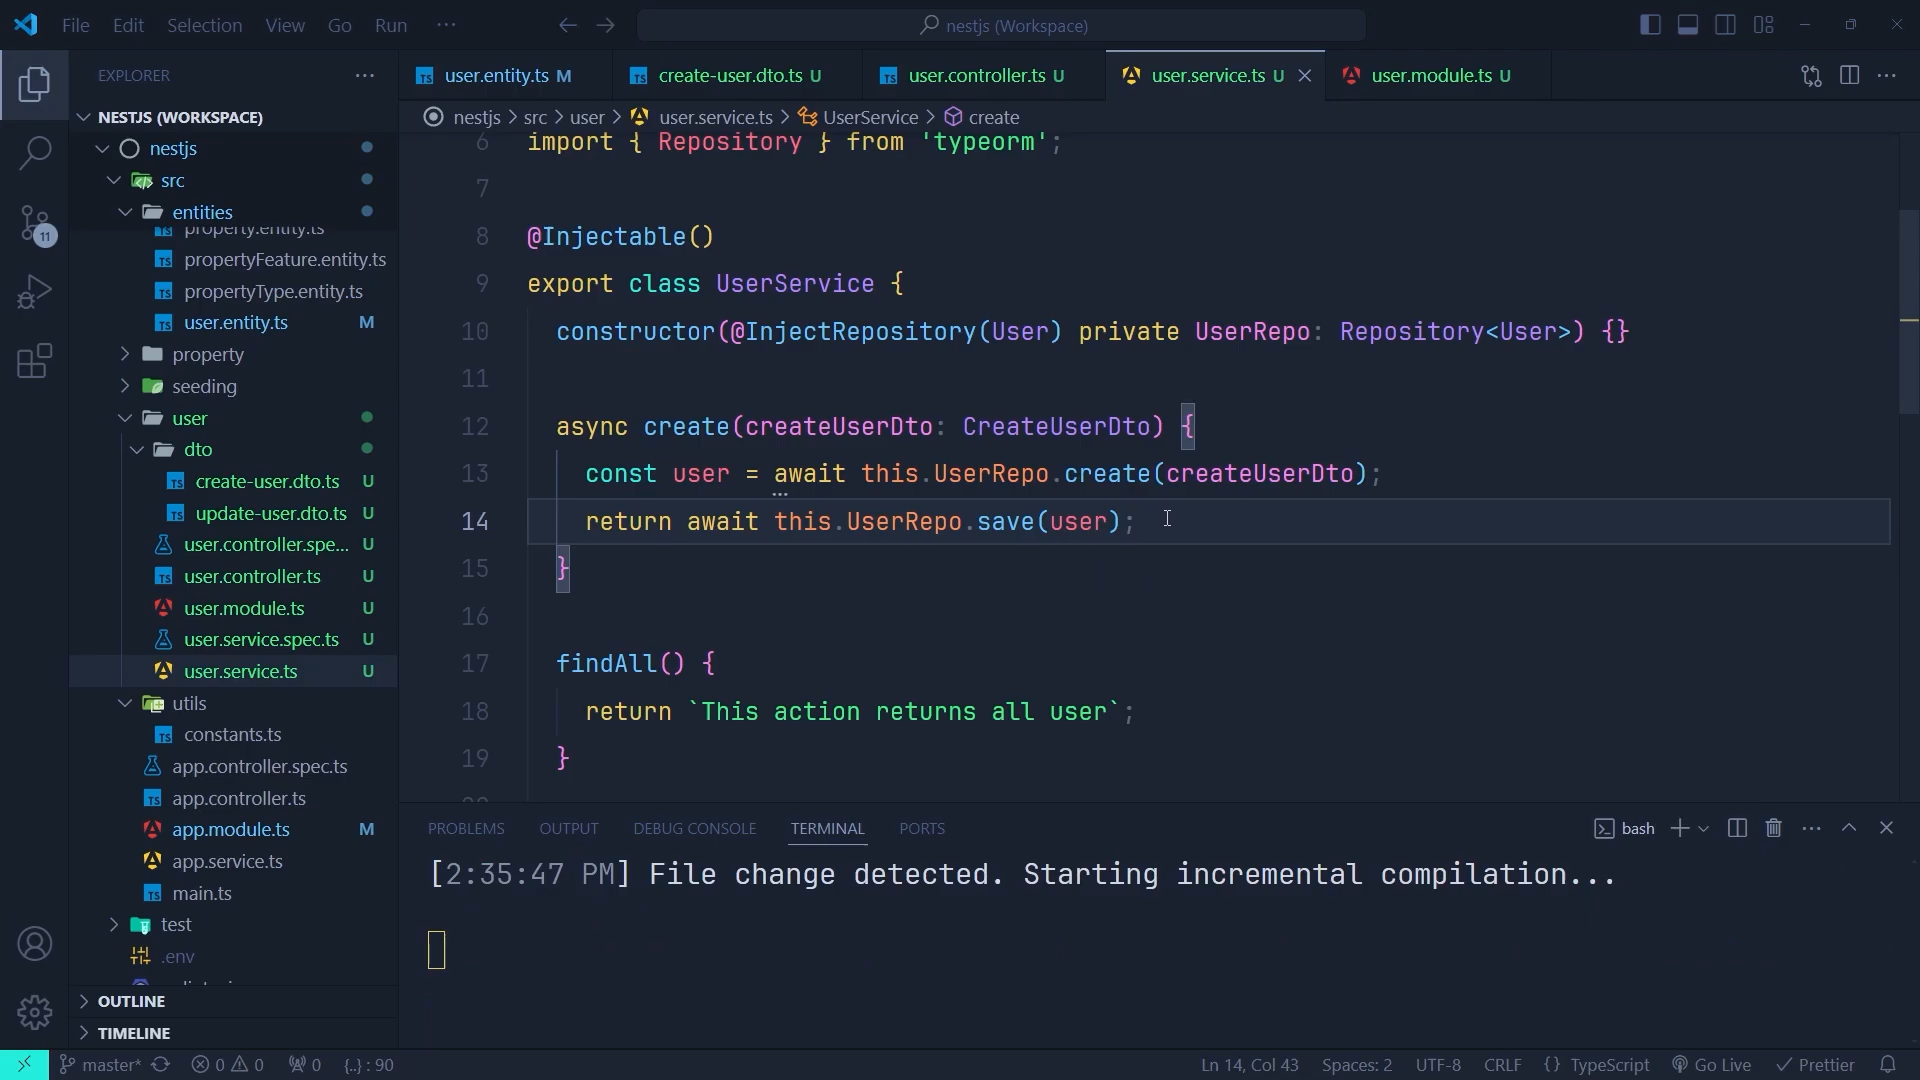 File Edit Selection View Go Run ···
nestjs (Workspace)
EXPLORER ···
NESTJS (WORKSPACE)
nestjs
src
entities
property.entity.ts
propertyFeature.entity.ts
propertyType.entity.ts
user.entity.ts M
property
seeding
user
dto
create-user.dto.ts U
update-user.dto.ts U
user.controller.spe... U
user.controller.ts U
user.module.ts U
user.service.spec.ts U
user.service.ts U
utils
constants.ts
app.controller.spec.ts
app.controller.ts
app.module.ts M
app.service.ts
main.ts
test
.env
OUTLINE
TIMELINE
11
user.entity.ts M create-user.dto.ts U user.controller.ts U user.service.ts U user.module.ts U ···
nestjs > src > user > user.service.ts > UserService > create
6 import { Repository } from 'typeorm';
7
8 @Injectable()
9 export class UserService {
10 constructor(@InjectRepository(User) private UserRepo: Repository<User>) {}
11
12 async create(createUserDto: CreateUserDto) {
13 const user = await this.UserRepo.create(createUserDto);
14 return await this.UserRepo.save(user);
15 }
16
17 findAll() {
18 return `This action returns all user`;
19 }
PROBLEMS OUTPUT DEBUG CONSOLE TERMINAL PORTS bash ···
[2:35:47 PM] File change detected. Starting incremental compilation...
master* 0 0 0 {..} : 90 Ln 14, Col 43 Spaces: 2 UTF-8 CRLF {} TypeScript Go Live Prettier